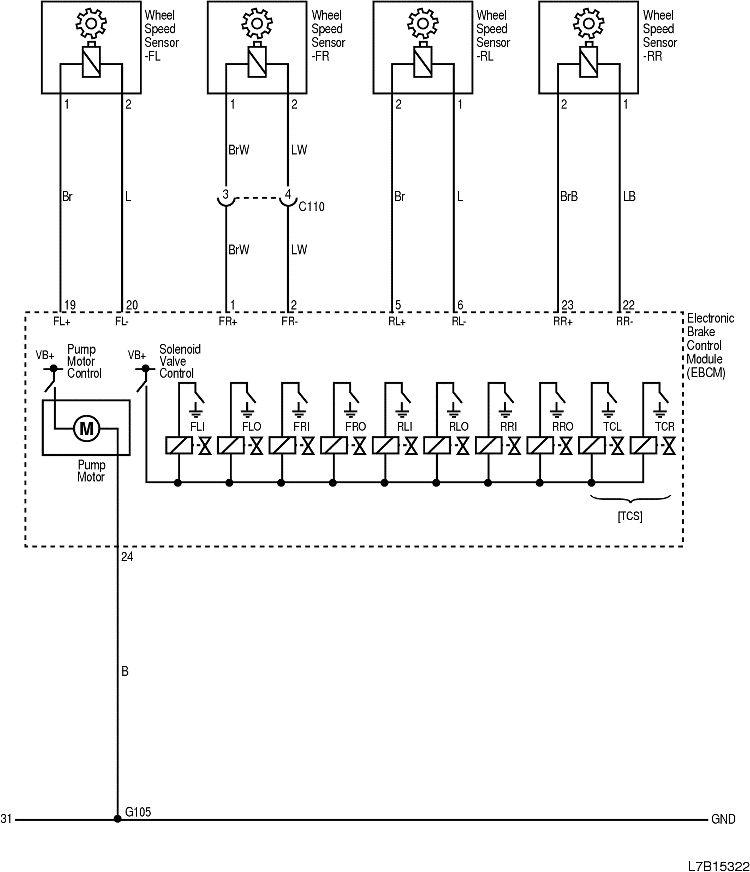 Wheel
Speed
Sensor
-FL
Wheel
Speed
Sensor
-FR
Wheel
Speed
Sensor
-RL
Wheel
Speed
Sensor
-RR
1 2 1 2 2 1 2 1
BrW LW
Br L 3 4 C110 Br L BrB LB
BrW LW
19 20 1 2 5 6 23 22
FL+ FL- FR+ FR- RL+ RL- RR+ RR-
Electronic
Brake
Control
Module
(EBCM)
VB+
Pump
Motor
Control
VB+
Solenoid
Valve
Control
FLI FLO FRI FRO RLI RLO RRI RRO TCL TCR
M
Pump
Motor
[TCS]
24
B
G105
31 GND
L7B15322